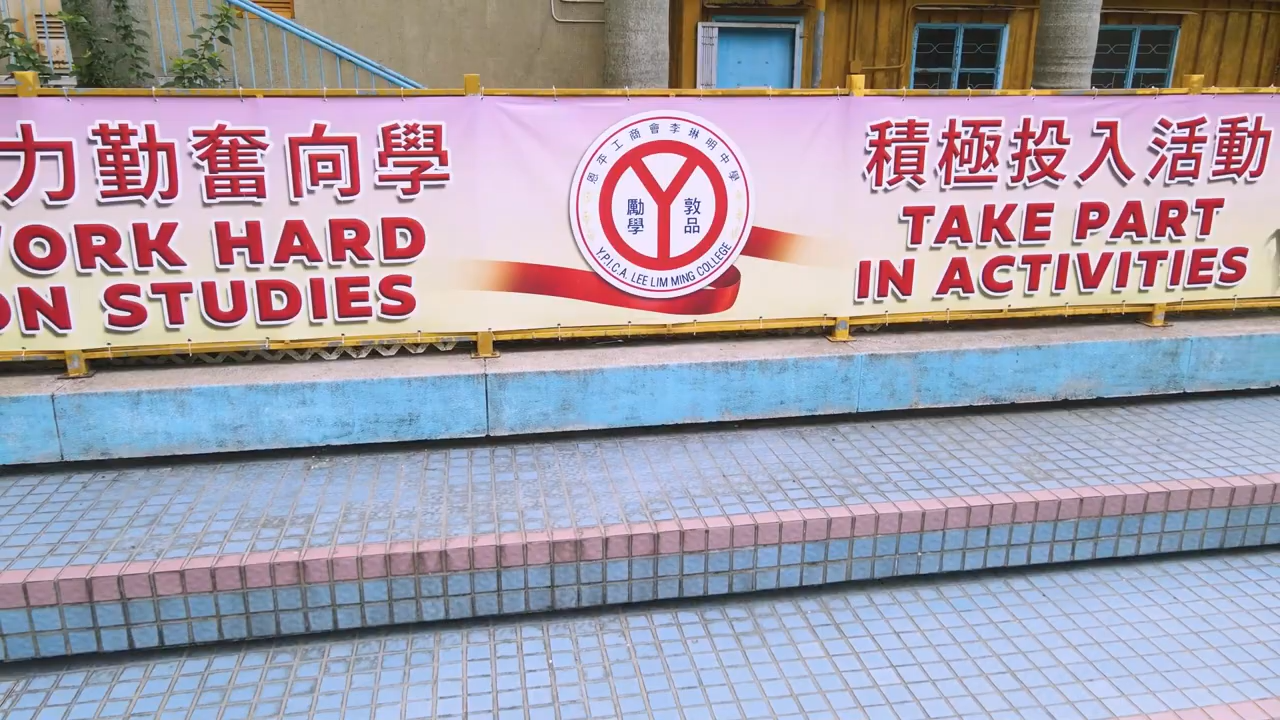 力勤奮向學
WORK HARD
ON STUDIES
恩平工商會李琳明中學
勵學
敦品
Y.P.I.C.A. LEE LIM MING COLLEGE
積極投入活動
TAKE PART
IN ACTIVITIES